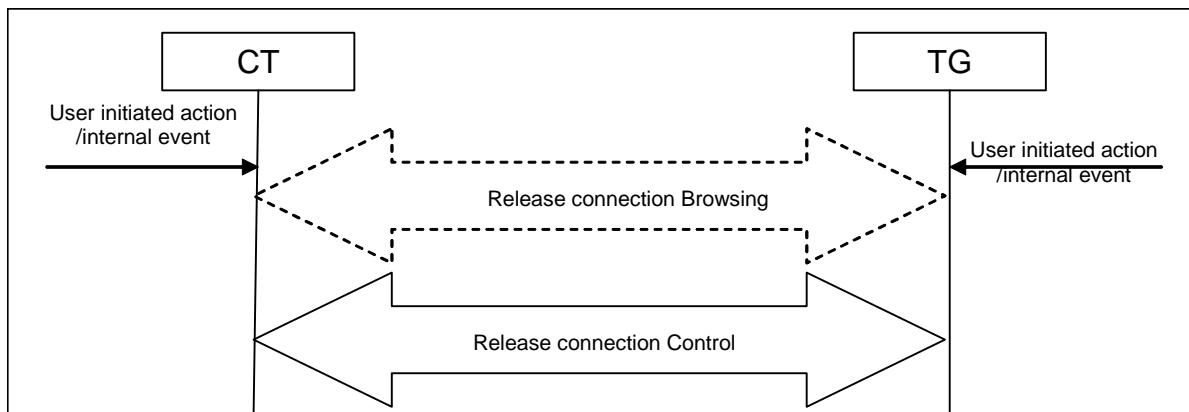 CT
TG
User initiated action
/internal event
User initiated action
/internal event
Release connection Browsing
Release connection Control